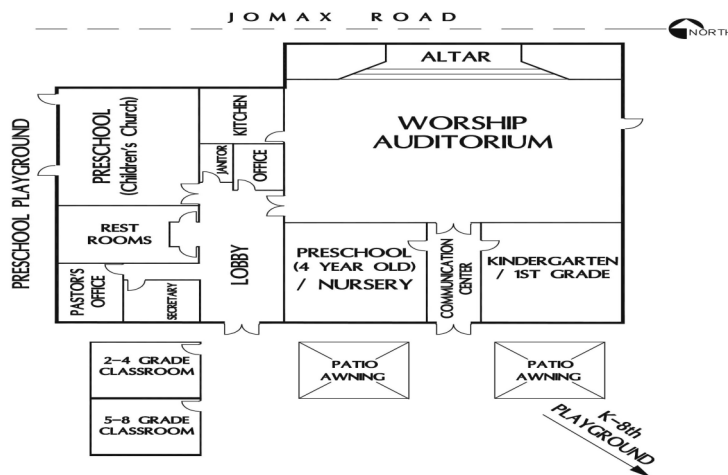 JOMAX ROAD
NORTH
ALTAR
WORSHIP
AUDITORIUM
KITCHEN
PRESCHOOL
(Children's Church)
PRESCHOOL PLAYGROUND
JANITOR
OFFICE
REST
ROOMS
LOBBY
PASTOR'S
OFFICE
SECRETARY
PRESCHOOL
(4 YEAR OLD)
/ NURSERY
COMMUNICATION
CENTER
KINDERGARTEN
/ 1ST GRADE
2-4 GRADE
CLASSROOM
PATIO
AWNING
PATIO
AWNING
5-8 GRADE
CLASSROOM
K-8th
PLAYGROUND